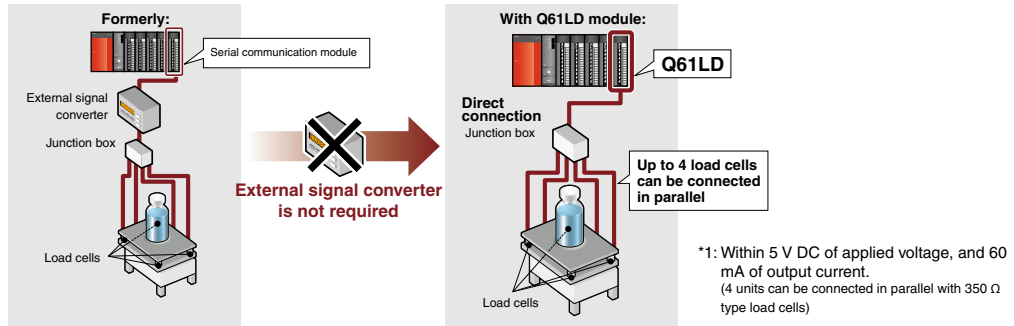 Formerly:
Serial communication module
External signal
converter
Junction box
Load cells
External signal converter
is not required
With Q61LD module:
Q61LD
Direct
connection
Junction box
Up to 4 load cells
can be connected
in parallel
Load cells
*1: Within 5 V DC of applied voltage, and 60
mA of output current.
(4 units can be connected in parallel with 350 Ω
type load cells)